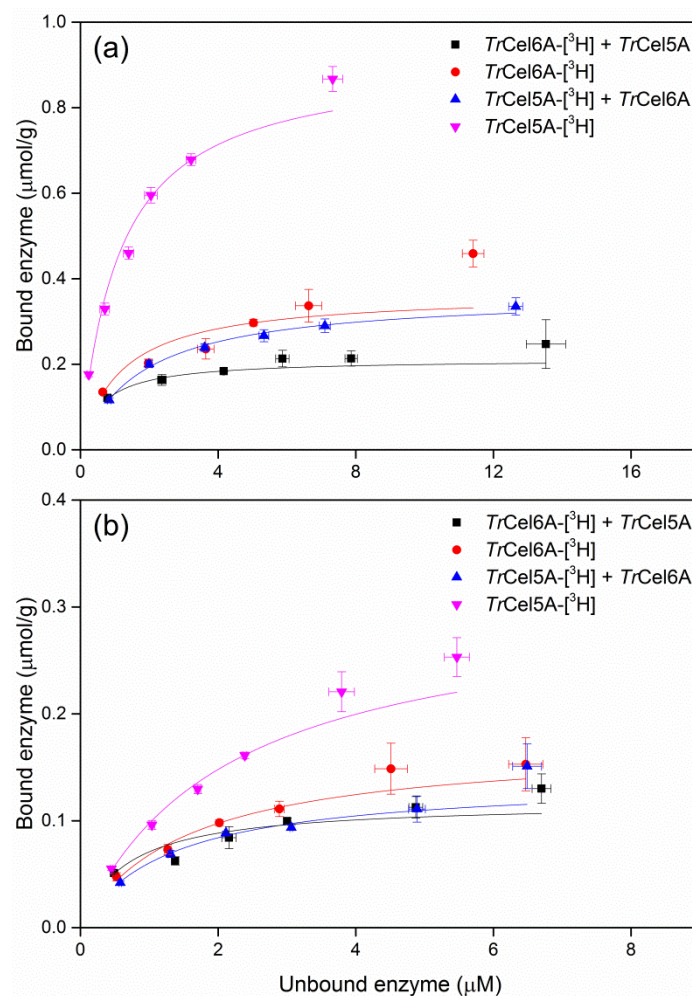 (a)
TrCel6A-[³H] + TrCel5A
TrCel6A-[³H]
TrCel5A-[³H] + TrCel6A
TrCel5A-[³H]
1.0
0.8
0.6
0.4
0.2
0.0
Bound enzyme (μmol/g)
0 4 8 12 16
(b)
TrCel6A-[³H] + TrCel5A
TrCel6A-[³H]
TrCel5A-[³H] + TrCel6A
TrCel5A-[³H]
0.4
0.3
0.2
0.1
0.0
Bound enzyme (μmol/g)
0 2 4 6 8
Unbound enzyme (μM)